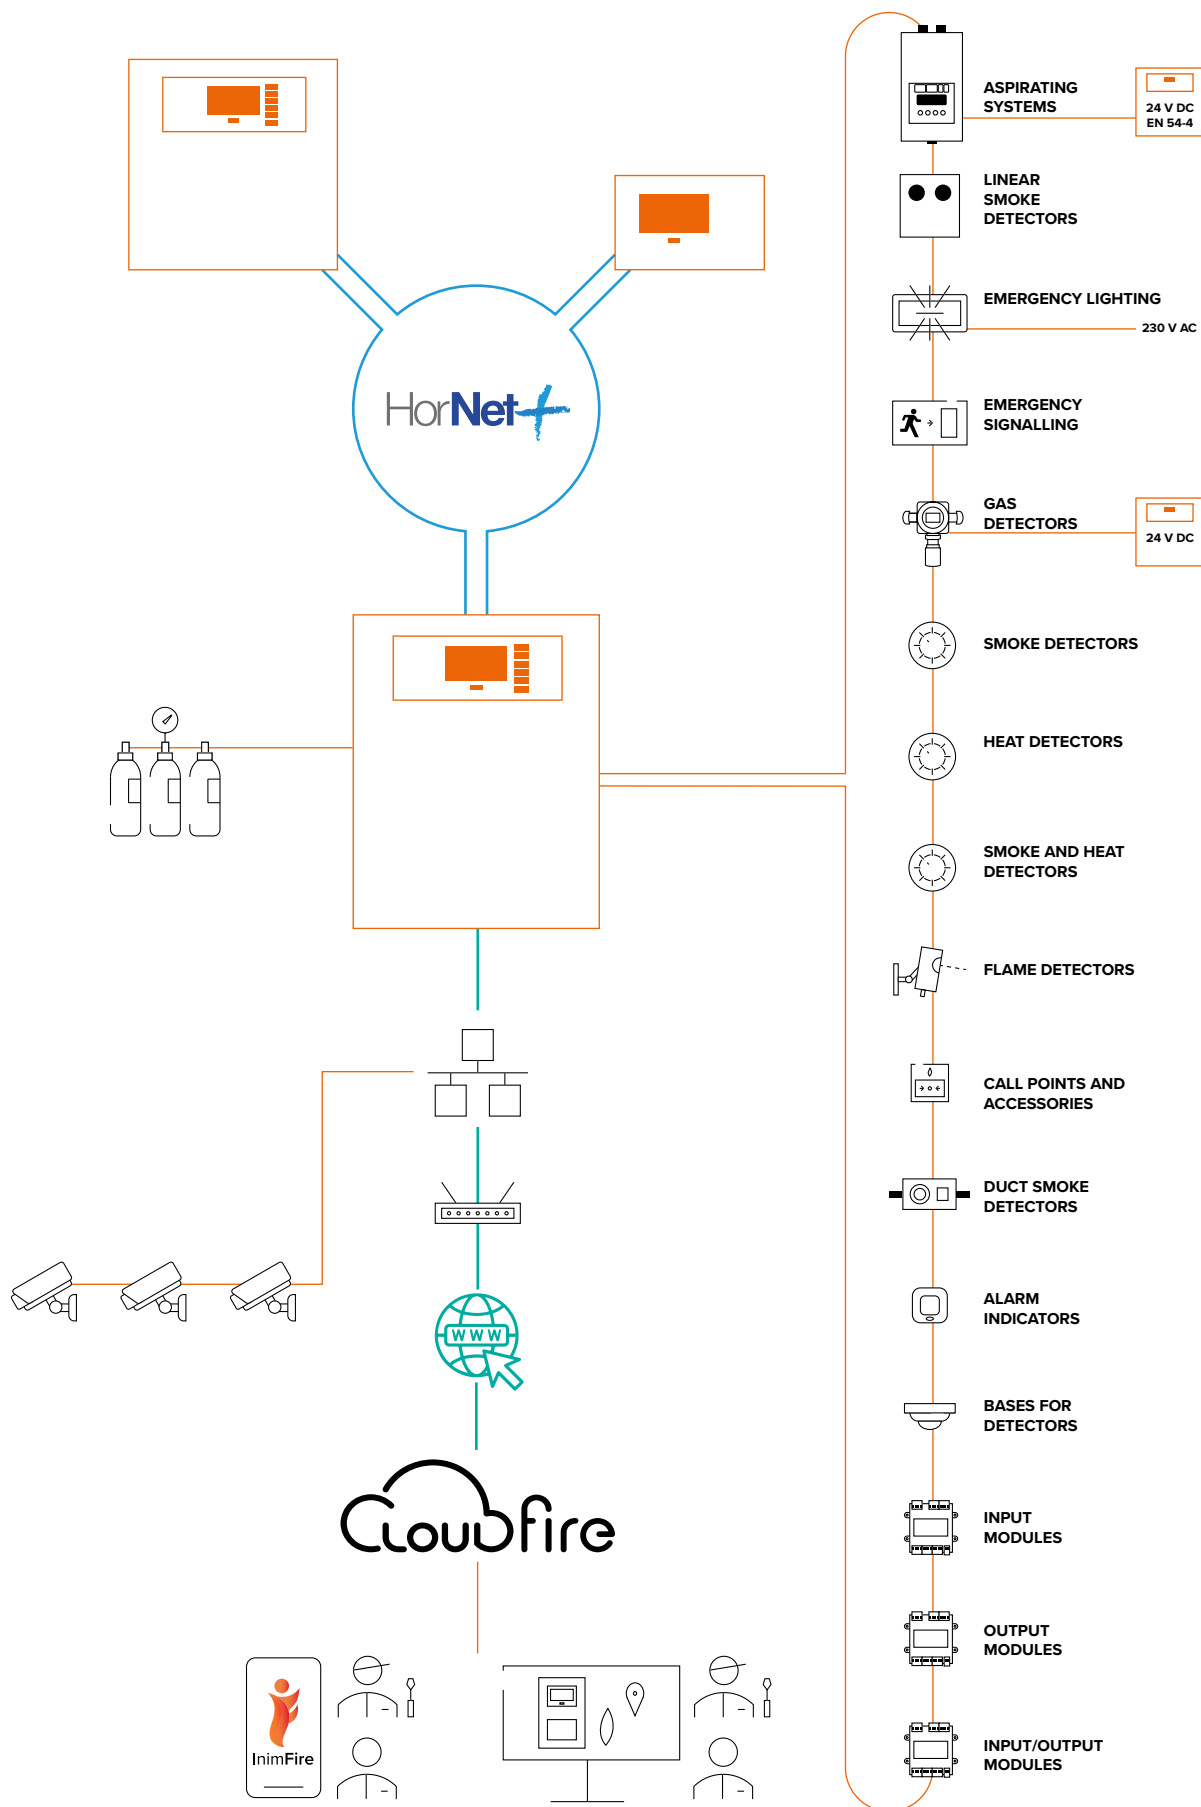 ASPIRATING
SYSTEMS
24 V DC
EN 54-4
LINEAR
SMOKE
DETECTORS
EMERGENCY LIGHTING
230 V AC
HorNet+
EMERGENCY
SIGNALLING
GAS
DETECTORS
24 V DC
SMOKE DETECTORS
HEAT DETECTORS
SMOKE AND HEAT
DETECTORS
FLAME DETECTORS
CALL POINTS AND
ACCESSORIES
DUCT SMOKE
DETECTORS
ALARM
INDICATORS
WWW
BASES FOR
DETECTORS
CLOUDfire
INPUT
MODULES
OUTPUT
MODULES
InimFire
INPUT/OUTPUT
MODULES